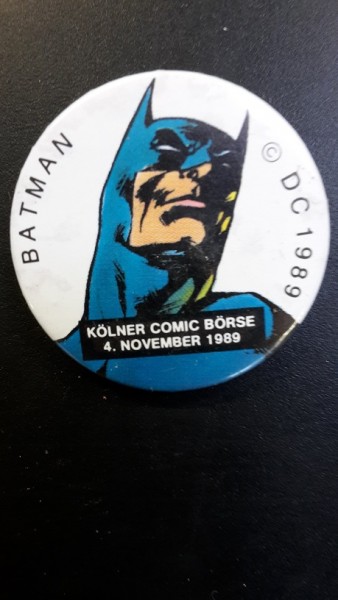 BATMAN
© DC 1989
KÖLNER COMIC BÖRSE
4. NOVEMBER 1989